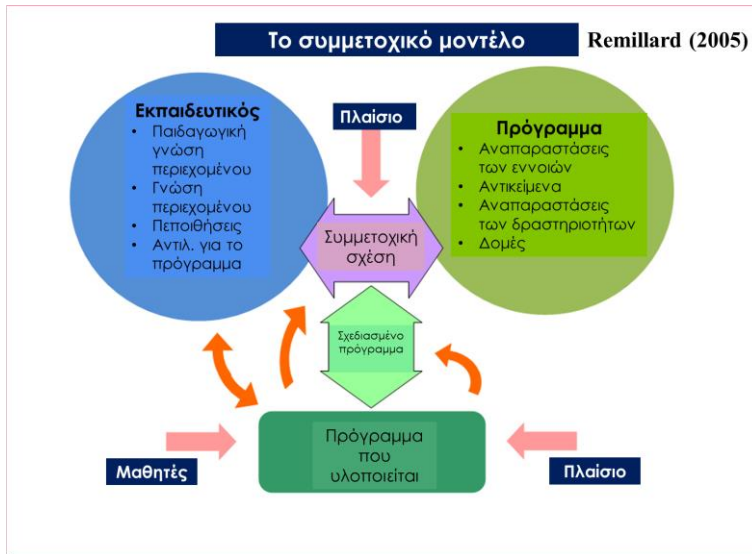 Το συμμετοχικό μοντέλο
Remillard (2005)
Εκπαιδευτικός
• Παιδαγωγική
γνώση
περιεχομένου
• Γνώση
περιεχομένου
• Πεποιθήσεις
• Αντιλ. για το
πρόγραμμα
Πλαίσιο
Πρόγραμμα
• Αναπαραστάσεις
των εννοιών
• Αντικείμενα
• Αναπαραστάσεις
των δραστηριοτήτων
• Δομές
Συμμετοχική
σχέση
Σχεδιασμένο
πρόγραμμα
Πρόγραμμα
που
υλοποιείται
Μαθητές
Πλαίσιο